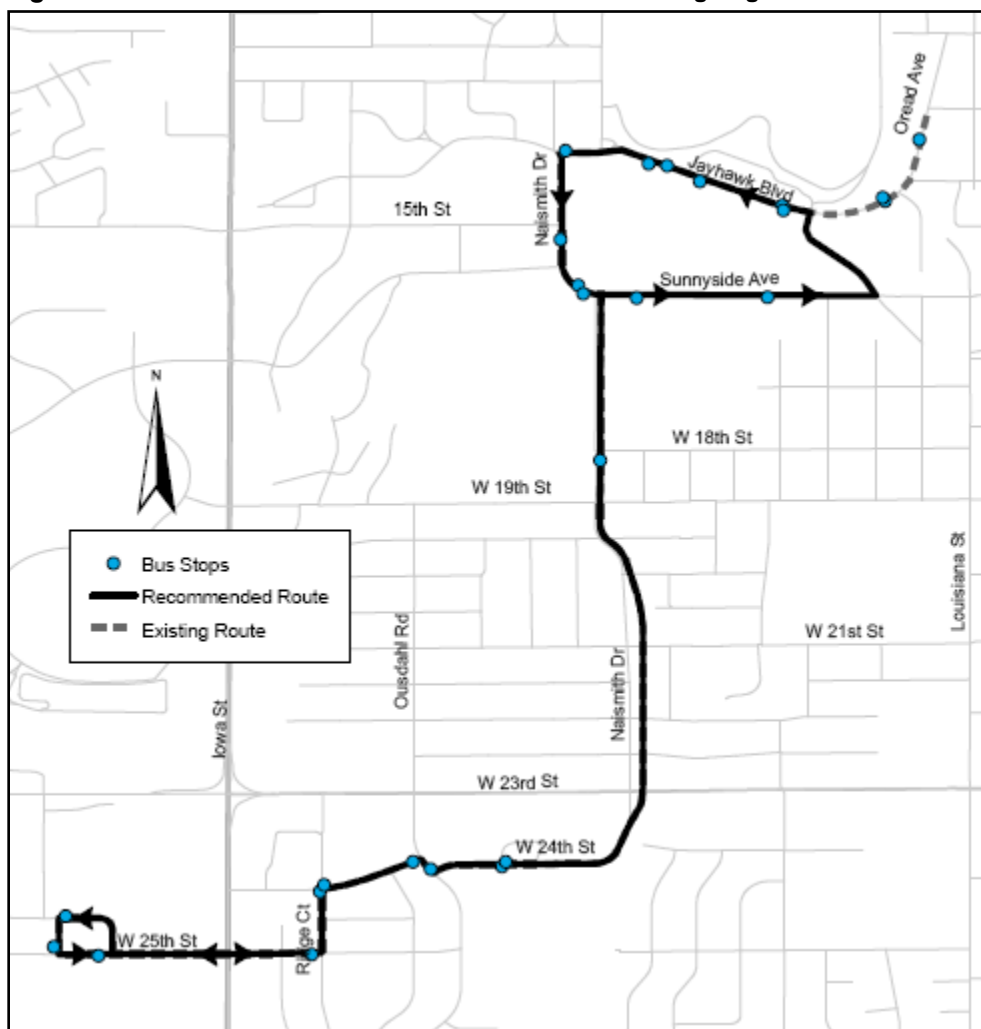 Oread Ave
Jayhawk Blvd
Naismith Dr
15th St
Sunnyside Ave
N
W 18th St
W 19th St
Bus Stops
Recommended Route
Existing Route
Louisiana St
W 21st St
Ousdahl Rd
Naismith Dr
Iowa St
W 23rd St
W 24th St
Ridge Ct
W 25th St